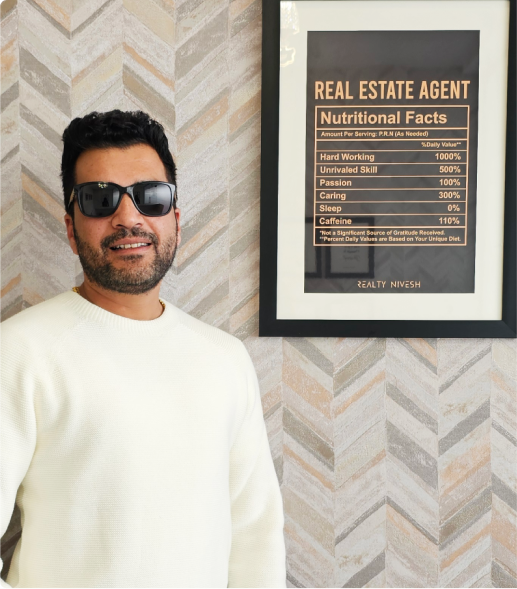 REAL ESTATE AGENT
Nutritional Facts
Amount Per Serving: P.R.N (As Needed)
%Daily Value**
Hard Working 1000%
Unrivaled Skill 500%
Passion 100%
Caring 300%
Sleep 0%
Caffeine 110%
*Not a Significant Source of Gratitude Received.
**Percent Daily Values are Based on Your Unique Diet.
REALTY NIVESH